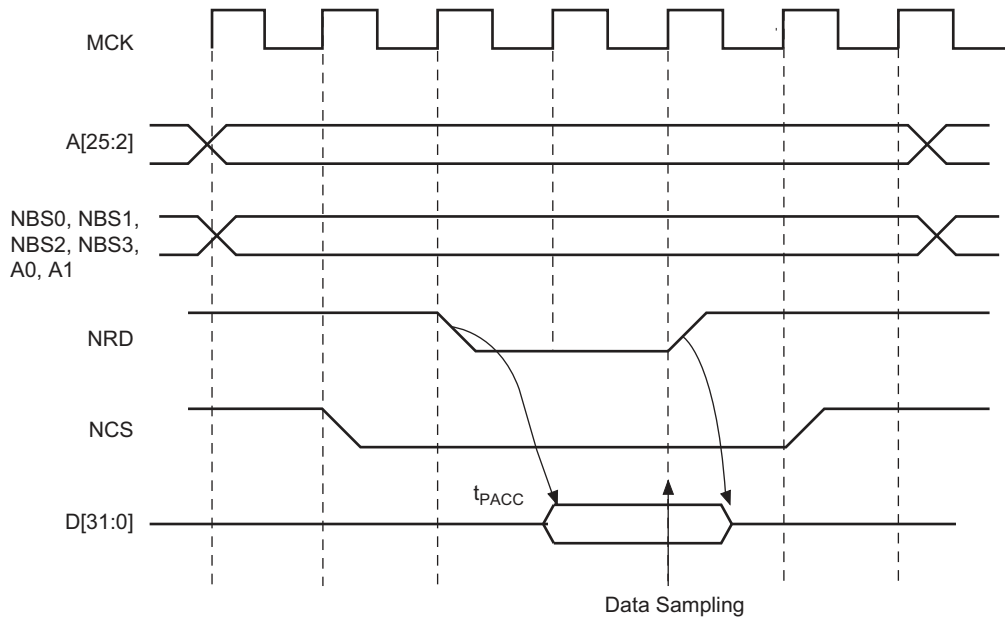 MCK
A[25:2]
NBS0, NBS1,
NBS2, NBS3,
A0, A1
NRD
NCS
tPACC
D[31:0]
Data Sampling